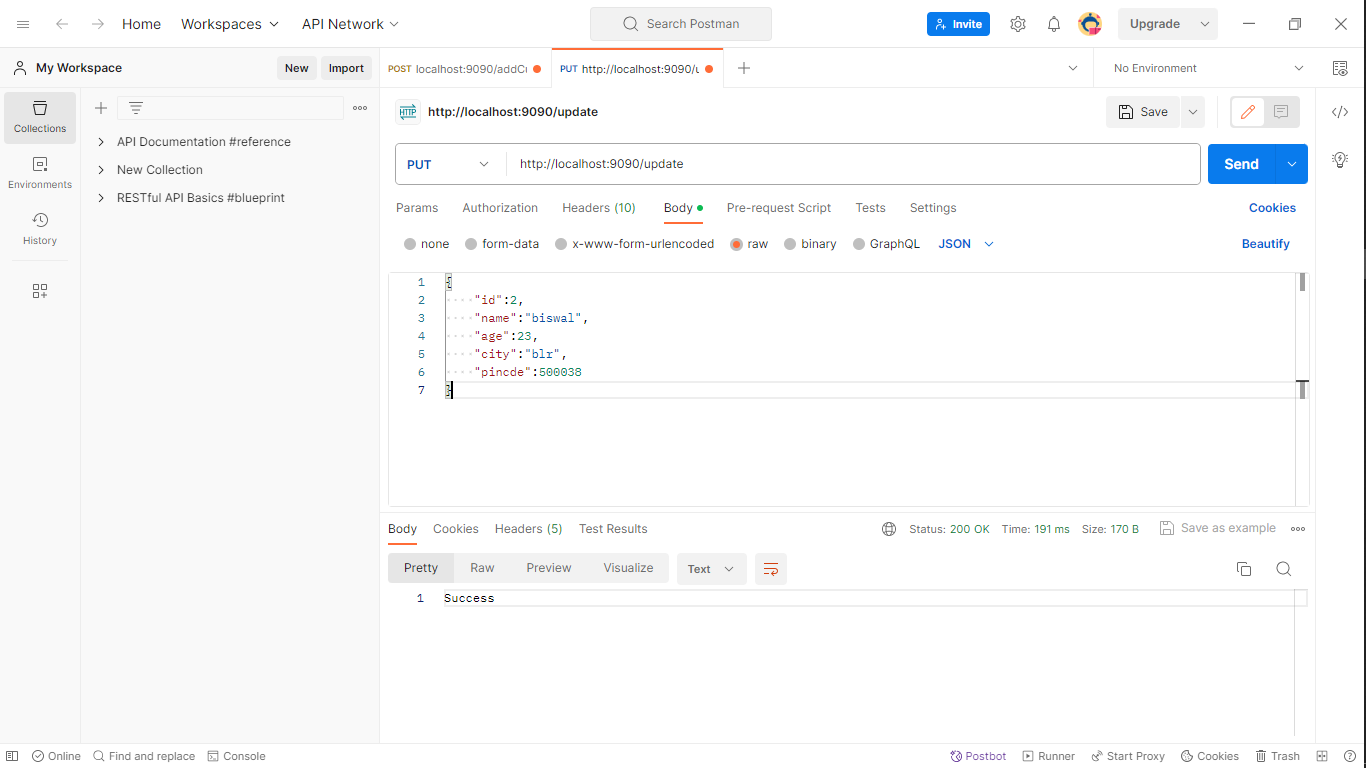 Home Workspaces API Network Search Postman Invite Upgrade
My Workspace New Import POST localhost:9090/addC PUT http://localhost:9090/u No Environment
Collections
Environments
History
API Documentation #reference
New Collection
RESTful API Basics #blueprint
HTTP http://localhost:9090/update Save
PUT http://localhost:9090/update Send
Params Authorization Headers (10) Body Pre-request Script Tests Settings Cookies
none form-data x-www-form-urlencoded raw binary GraphQL JSON Beautify
1 {
2 "id":2,
3 "name":"biswal",
4 "age":23,
5 "city":"blr",
6 "pincde":500038
7 }
Body Cookies Headers (5) Test Results Status: 200 OK Time: 191 ms Size: 170 B Save as example
Pretty Raw Preview Visualize Text
1 Success
Online Find and replace Console Postbot Runner Start Proxy Cookies Trash